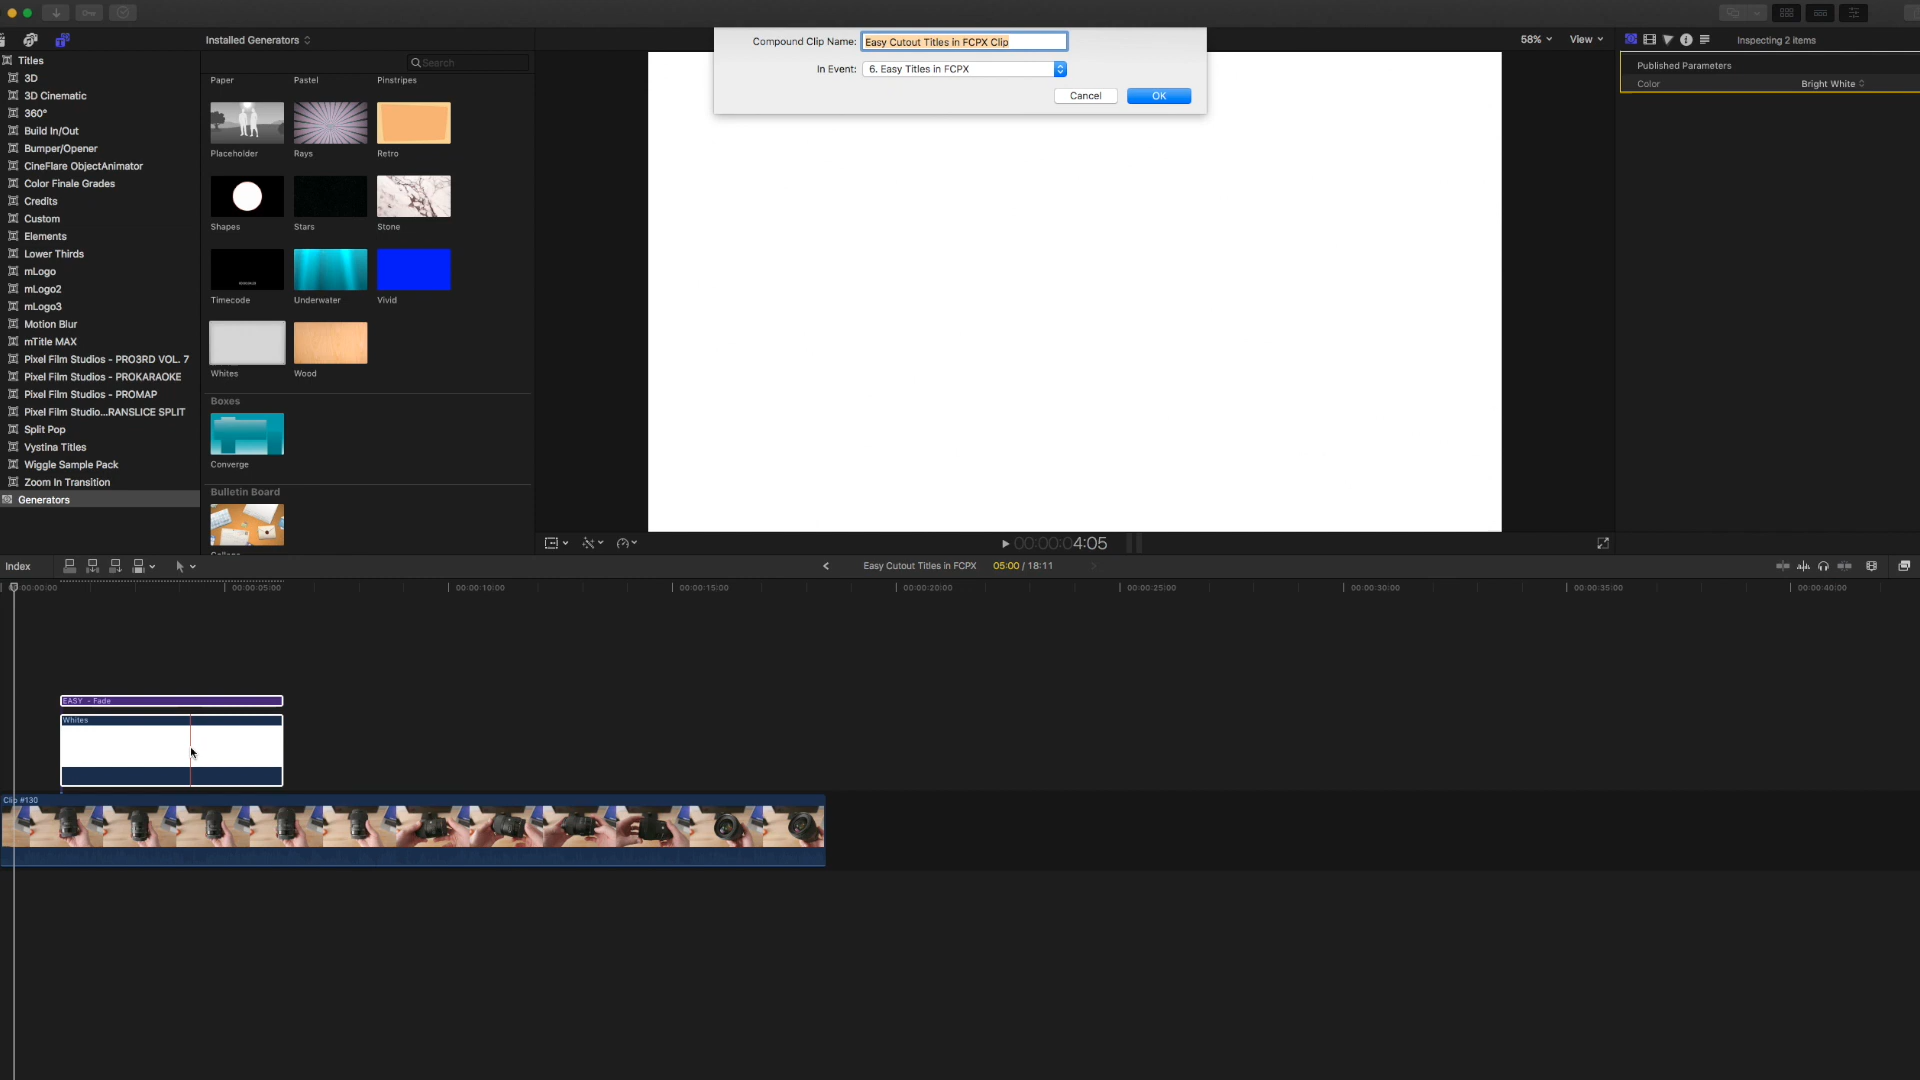 Compound Clip Name: Easy Cutout Titles in FCPX Clip
In Event: 6. Easy Titles in FCPX
Cancel OK
Installed Generators
Search
58% View
Inspecting 2 items
Published Parameters
Color Bright White
Titles
3D
3D Cinematic
360°
Build In/Out
Bumper/Opener
CineFlare ObjectAnimator
Color Finale Grades
Credits
Custom
Elements
Lower Thirds
mLogo
mLogo2
mLogo3
Motion Blur
mTitle MAX
Pixel Film Studios - PRO3RD VOL. 7
Pixel Film Studios - PROKARAOKE
Pixel Film Studios - PROMAP
Pixel Film Studio...RANSLICE SPLIT
Split Pop
Vystina Titles
Wiggle Sample Pack
Zoom In Transition
Generators
Paper Pastel Pinstripes
Placeholder Rays Retro
Shapes Stars Stone
Timecode Underwater Vivid
Whites Wood
Boxes
Converge
Bulletin Board
00:00:04:05
Index
Easy Cutout Titles in FCPX 05:00 / 18:11
00:00:00:00 00:00:05:00 00:00:10:00 00:00:15:00 00:00:20:00 00:00:25:00 00:00:30:00 00:00:35:00 00:00:40:00
EASY - Fade
Whites
Clip #130